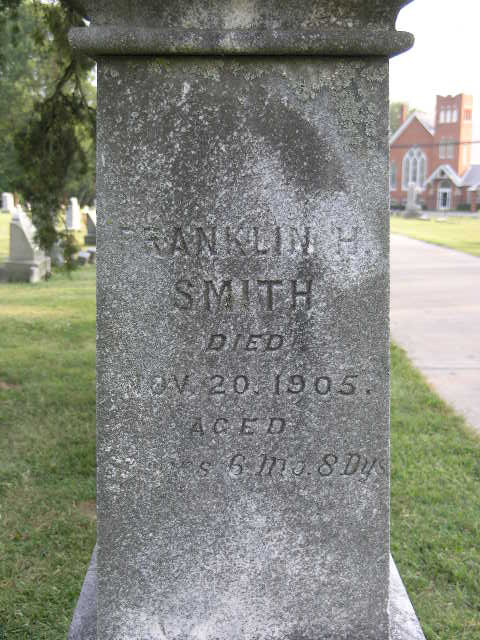 FRANKLIN H.
SMITH
DIED
NOV. 20. 1905.
AGED
6 Mo. 8 Dys